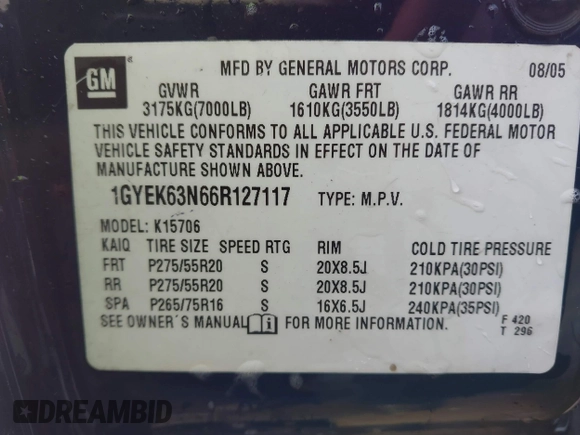 GM
MFD BY GENERAL MOTORS CORP. 08/05
GVWR GAWR FRT GAWR RR
3175KG(7000LB) 1610KG(3550LB) 1814KG(4000LB)
THIS VEHICLE CONFORMS TO ALL APPLICABLE U.S. FEDERAL MOTOR
VEHICLE SAFETY STANDARDS IN EFFECT ON THE DATE OF
MANUFACTURE SHOWN ABOVE.
1GYEK63N66R127117 TYPE: M.P.V.
MODEL: K15706
KAIQ TIRE SIZE SPEED RTG RIM COLD TIRE PRESSURE
FRT P275/55R20 S 20X8.5J 210KPA(30PSI)
RR P275/55R20 S 20X8.5J 210KPA(30PSI)
SPA P265/75R16 S 16X6.5J 240KPA(35PSI)
SEE OWNER´S MANUAL i FOR MORE INFORMATION. F 420
T 296
DREAMBID